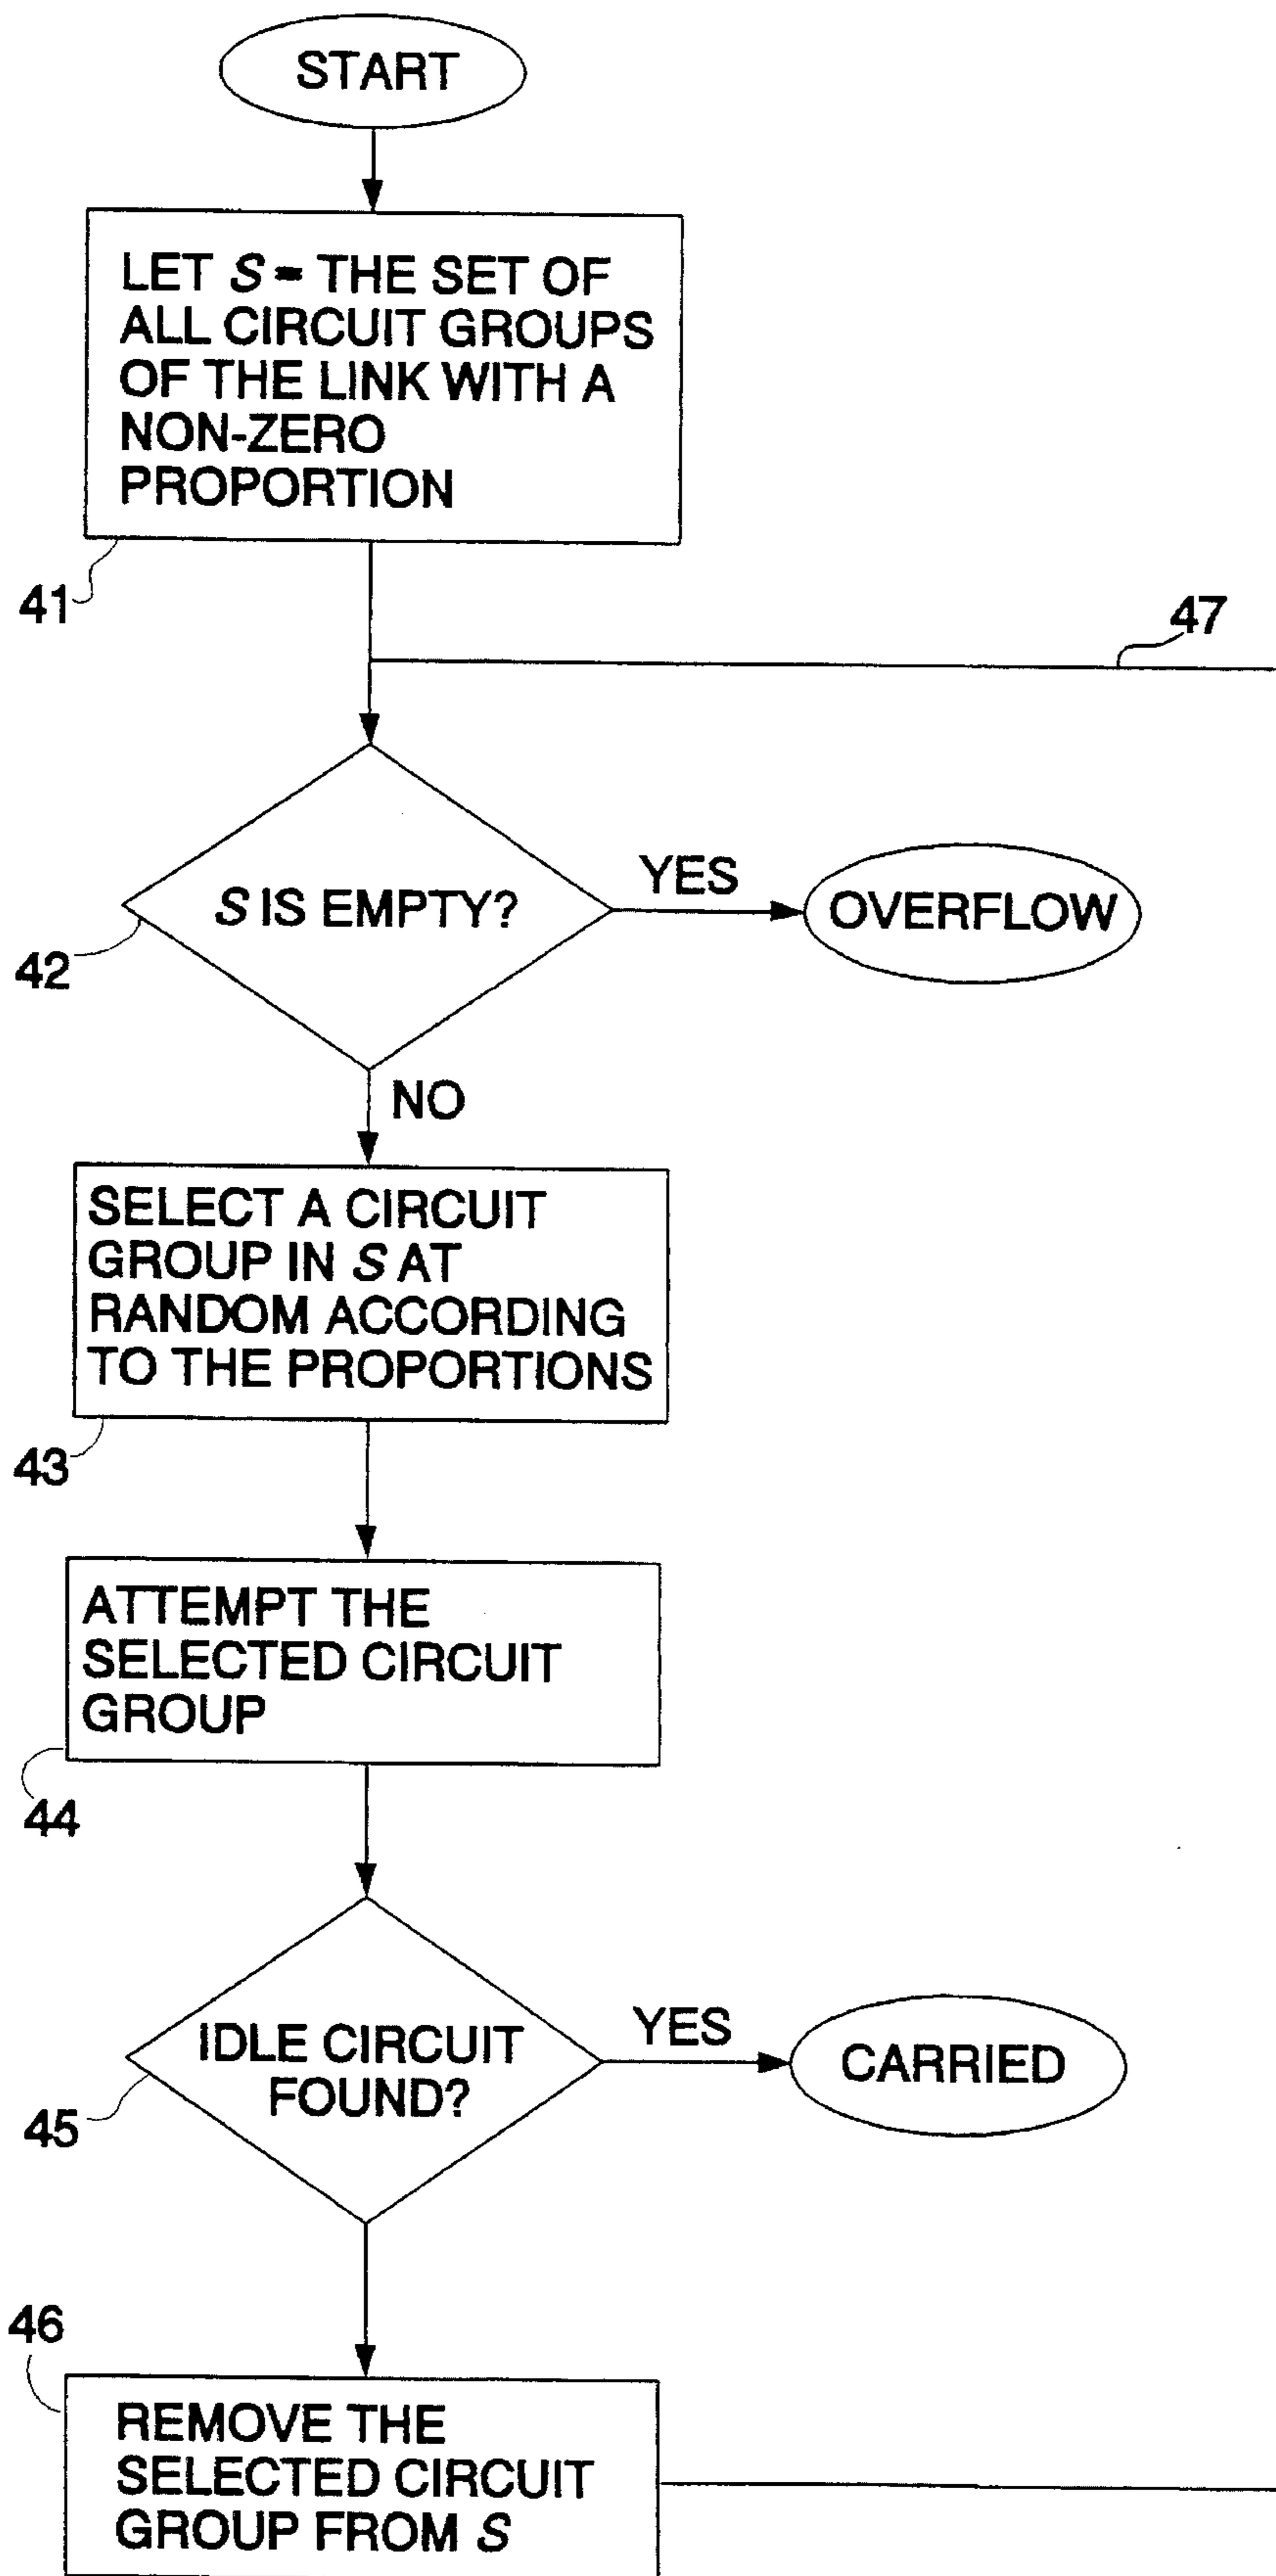 START
LET S = THE SET OF
ALL CIRCUIT GROUPS
OF THE LINK WITH A
NON-ZERO
PROPORTION
41
47
S IS EMPTY?
YES
OVERFLOW
42
NO
SELECT A CIRCUIT
GROUP IN S AT
RANDOM ACCORDING
TO THE PROPORTIONS
43
ATTEMPT THE
SELECTED CIRCUIT
GROUP
44
IDLE CIRCUIT
FOUND?
YES
CARRIED
45
46
REMOVE THE
SELECTED CIRCUIT
GROUP FROM S